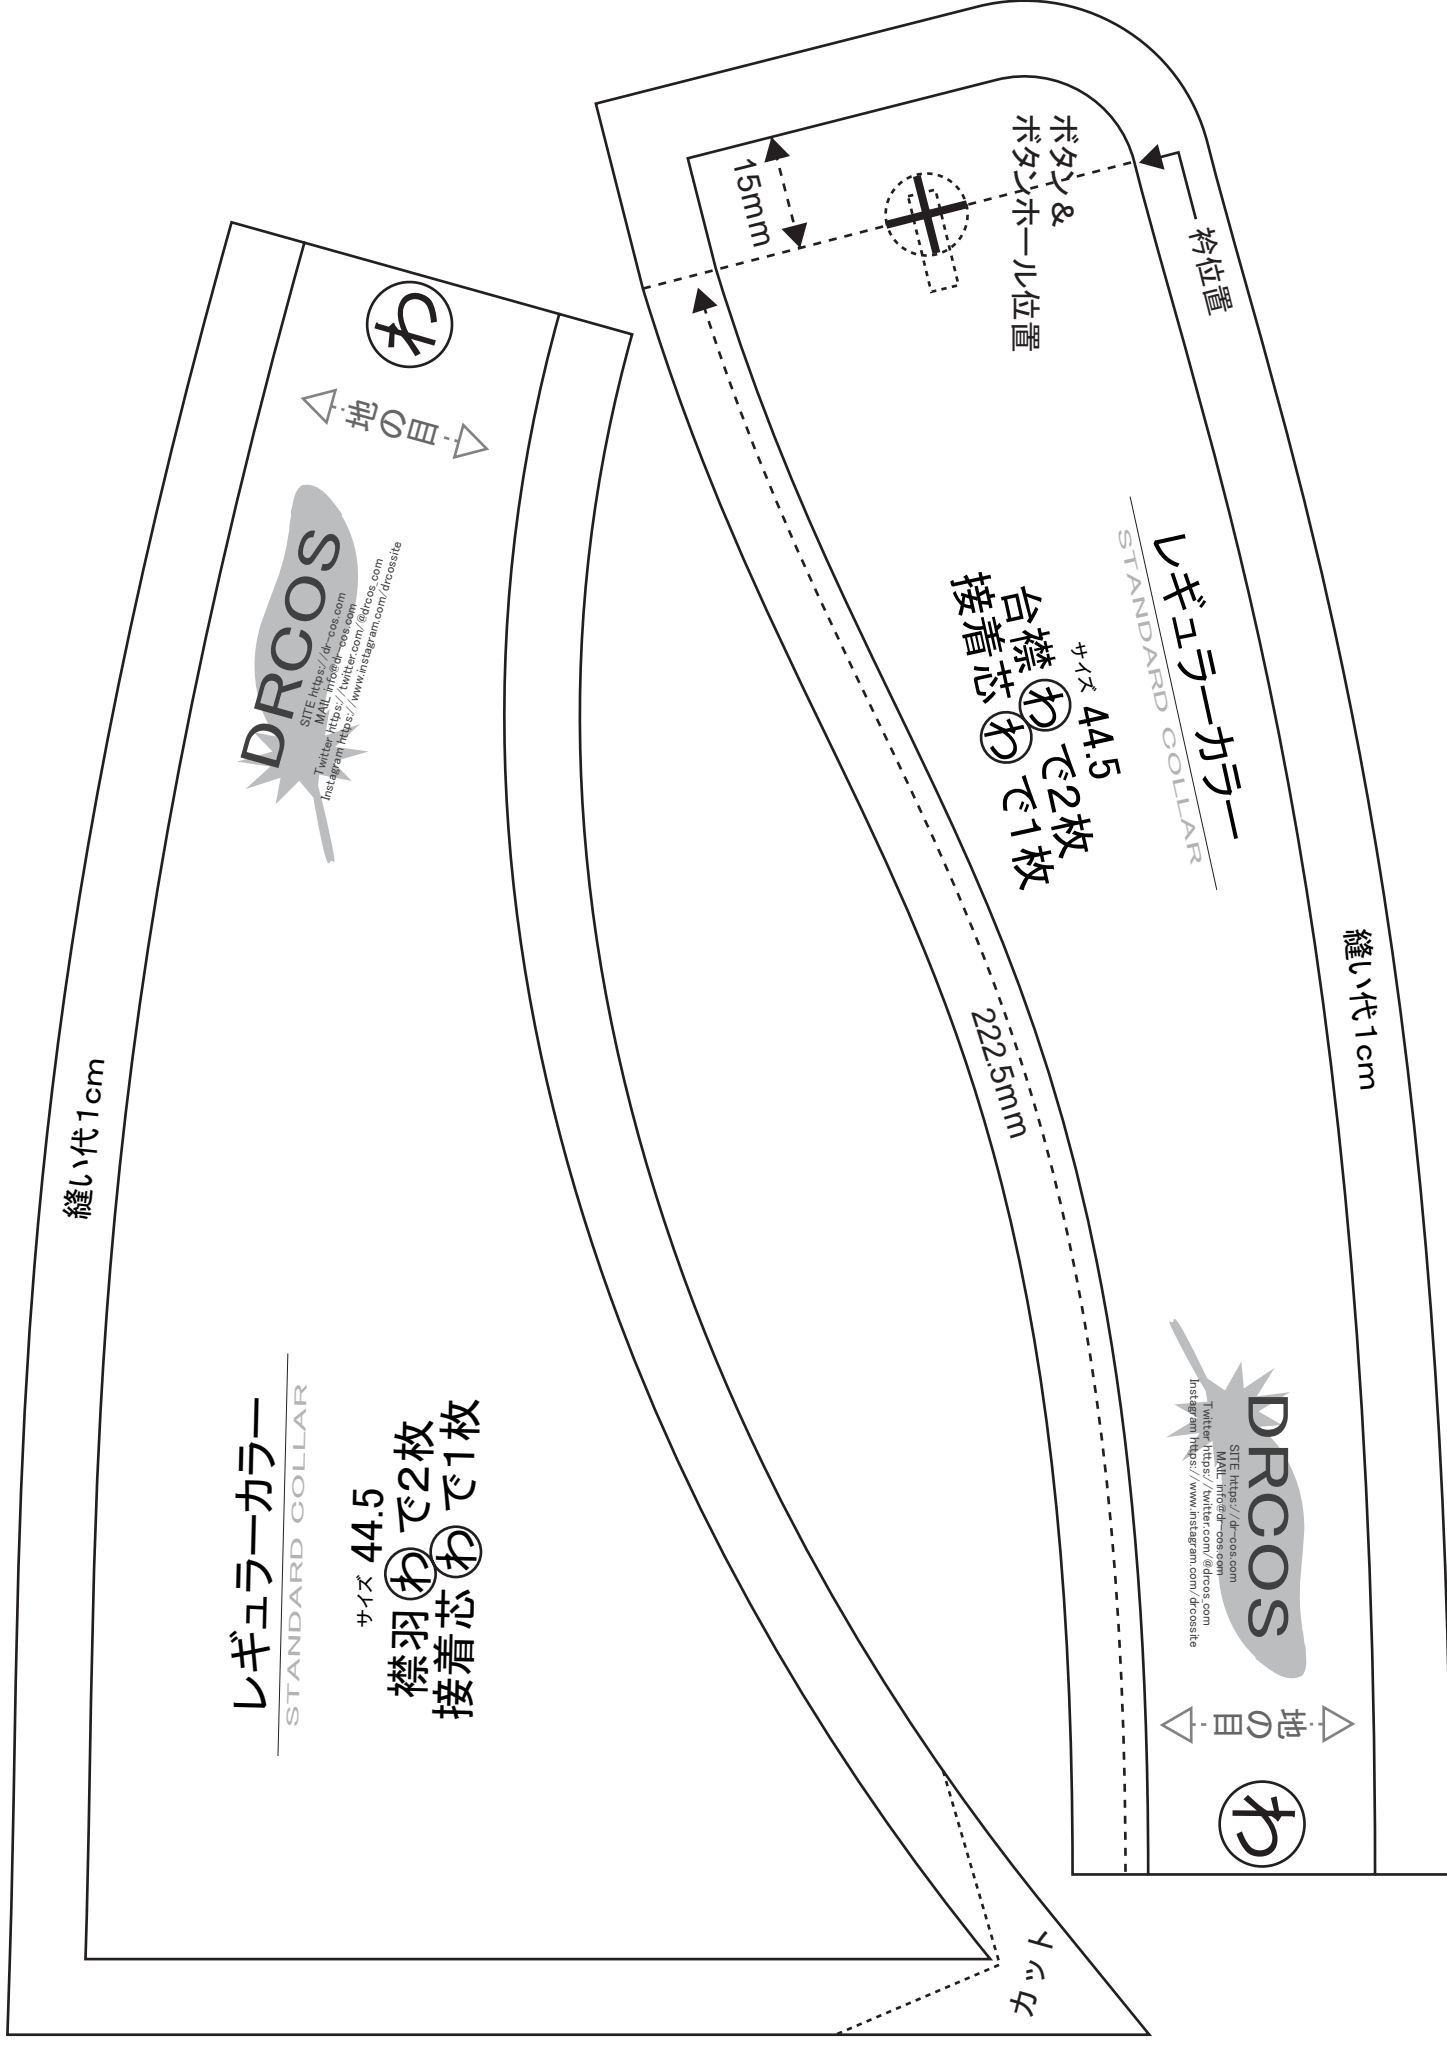 わ
地の目
DRCOS
SITE https://dr-cos.com
MAIL info@dr-cos.com
Twitter https://twitter.com/@drcos_com
Instagram https://www.instagram.com/drcossite
縫い代1cm
レギュラーカラー
STANDARD COLLAR
サイズ 44.5
襟羽わで2枚
接着芯わで1枚
カット
15mm
ボタン &
ボタンホール位置
衿位置
レギュラーカラー
STANDARD COLLAR
サイズ 44.5
台襟わで2枚
接着芯わで1枚
222.5mm
縫い代1cm
DRCOS
SITE https://dr-cos.com
MAIL info@dr-cos.com
Twitter https://twitter.com/@drcos_com
Instagram https://www.instagram.com/drcossite
地の目
わ